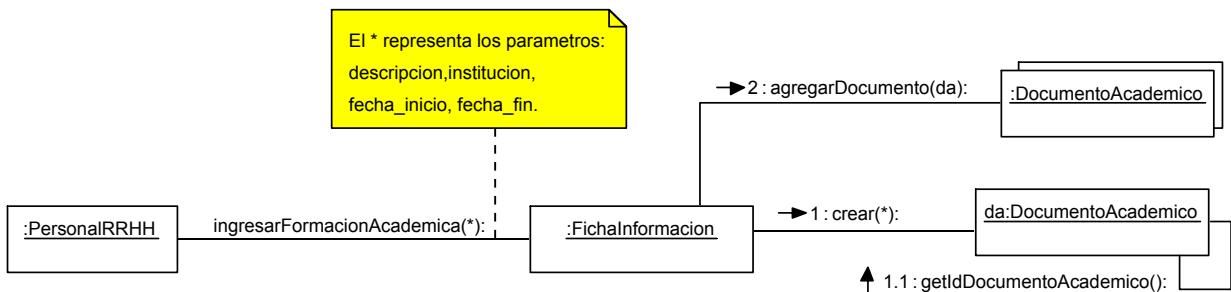 El * representa los parametros:
descripcion,institucion,
fecha_inicio, fecha_fin.
2 : agregarDocumento(da):
:DocumentoAcademico
:PersonalRRHH
ingresarFormacionAcademica(*):
:FichaInformacion
1 : crear(*):
da:DocumentoAcademico
1.1 : getIdDocumentoAcademico():